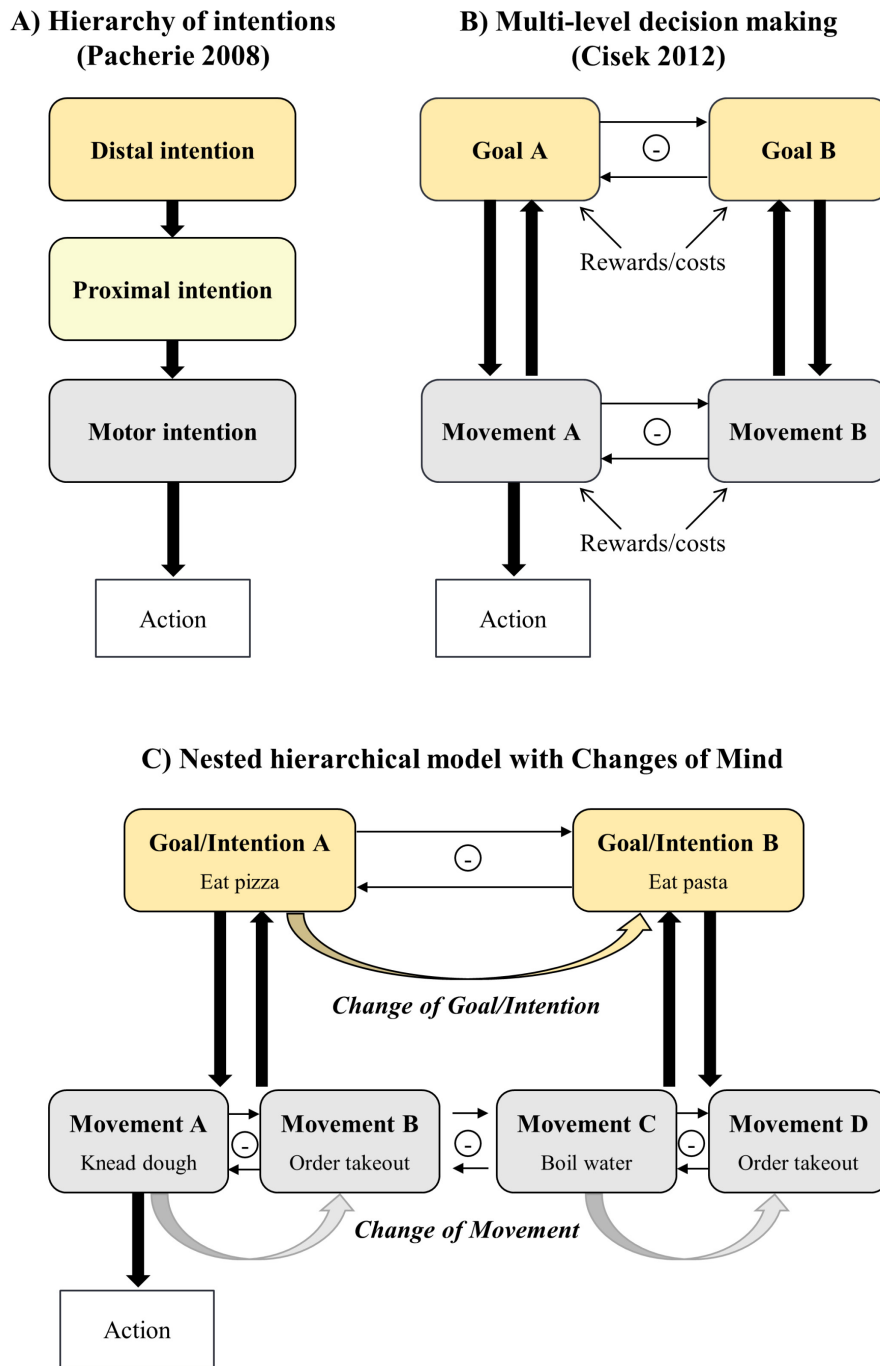 A) Hierarchy of intentions
(Pacherie 2008)
Distal intention
Proximal intention
Motor intention
Action
B) Multi-level decision making
(Cisek 2012)
Goal A
-
Goal B
Rewards/costs
Movement A
-
Movement B
Rewards/costs
Action
C) Nested hierarchical model with Changes of Mind
Goal/Intention A
Eat pizza
-
Goal/Intention B
Eat pasta
Change of Goal/Intention
Movement A
Knead dough
-
Movement B
Order takeout
-
Movement C
Boil water
-
Movement D
Order takeout
Change of Movement
Action